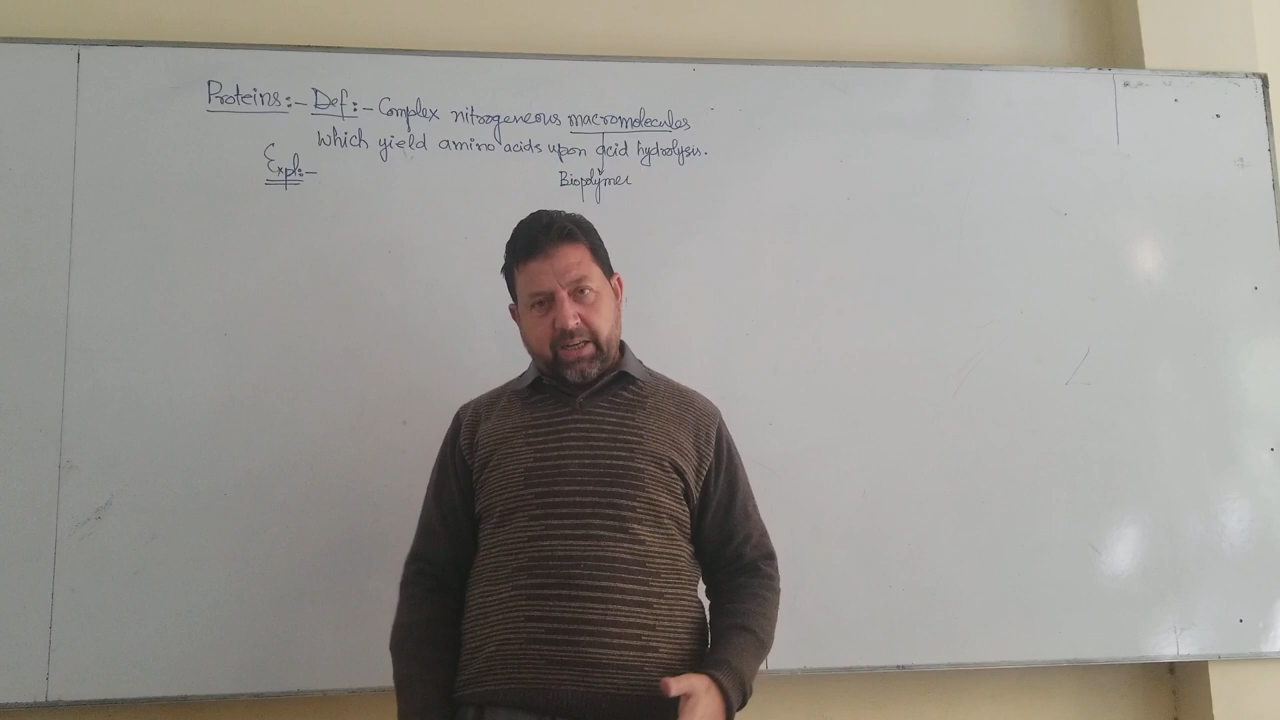 Proteins:- Def:- Complex nitrogeneous macromolecules
which yield amino acids upon acid hydrolysis.
Expl:-
Biopolymer